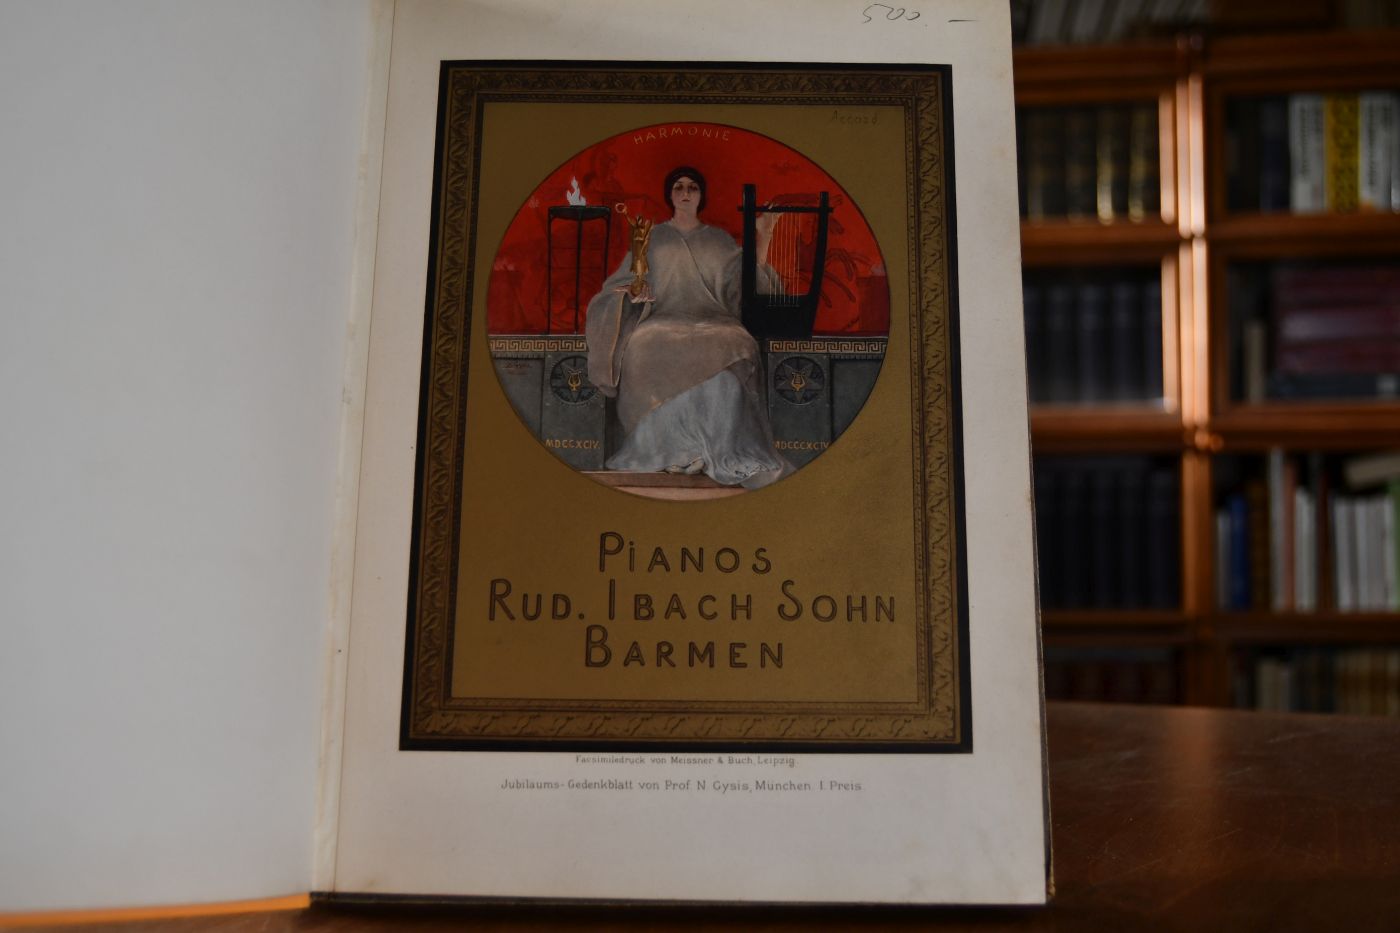 500.—
Accord
HARMONIE
MDCCXCIV.
MDCCCXCIV
PIANOS
RUD. IBACH SOHN
BARMEN
Facsimiledruck von Meissner & Buch, Leipzig.
Jubiläums-Gedenkblatt von Prof. N. Gysis, München. I. Preis.